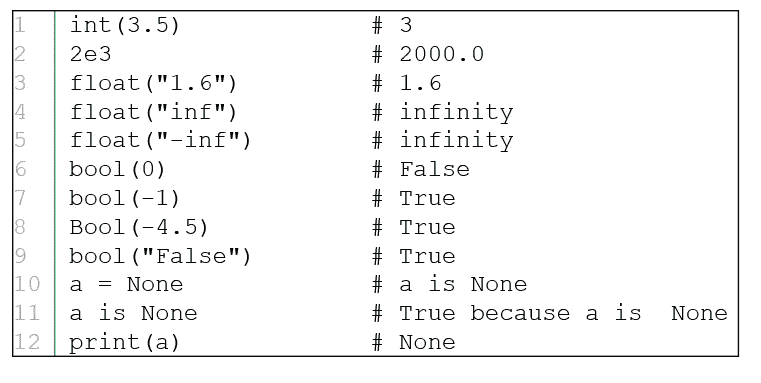 1 int(3.5) # 3
2 2e3 # 2000.0
3 float("1.6") # 1.6
4 float("inf") # infinity
5 float("-inf") # infinity
6 bool(0) # False
7 bool(-1) # True
8 Bool(-4.5) # True
9 bool("False") # True
10 a = None # a is None
11 a is None # True because a is  None
12 print(a) # None